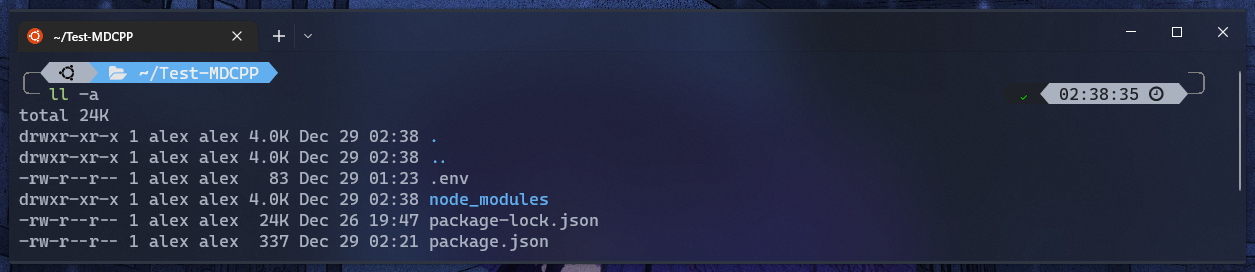 ~/Test-MDCPP
~/Test-MDCPP
ll -a
02:38:35
total 24K
drwxr-xr-x 1 alex alex 4.0K Dec 29 02:38 .
drwxr-xr-x 1 alex alex 4.0K Dec 29 02:38 ..
-rw-r--r-- 1 alex alex   83 Dec 29 01:23 .env
drwxr-xr-x 1 alex alex 4.0K Dec 29 02:38 node_modules
-rw-r--r-- 1 alex alex  24K Dec 26 19:47 package-lock.json
-rw-r--r-- 1 alex alex  337 Dec 29 02:21 package.json